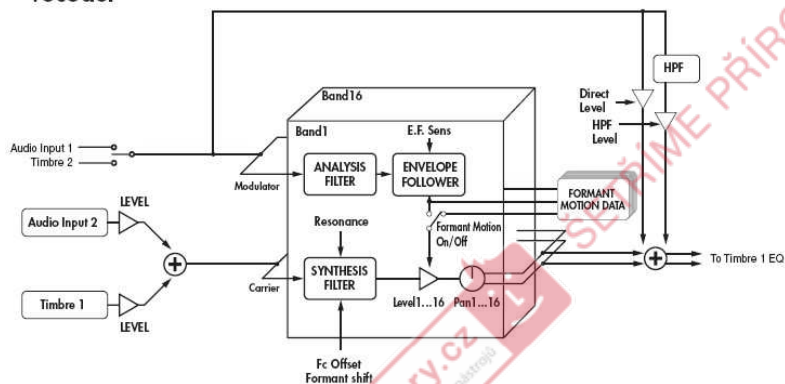 HPF
Band16
Direct
Level
Band1
E.F. Sens
HPF
Level
Audio Input 1
Timbre 2
ANALYSIS
FILTER
ENVELOPE
FOLLOWER
Modulator
FORMANT
MOTION DATA
LEVEL
Audio Input 2
Resonance
Formant Motion
On/Off
SYNTHESIS
FILTER
To Timbre 1 EQ
Carrier
Timbre 1
LEVEL
Level1...16
Pan1...16
Fc Offset
Formant shift
ŠETŘÍME PŘÍRO
ry.cz
nástrojů